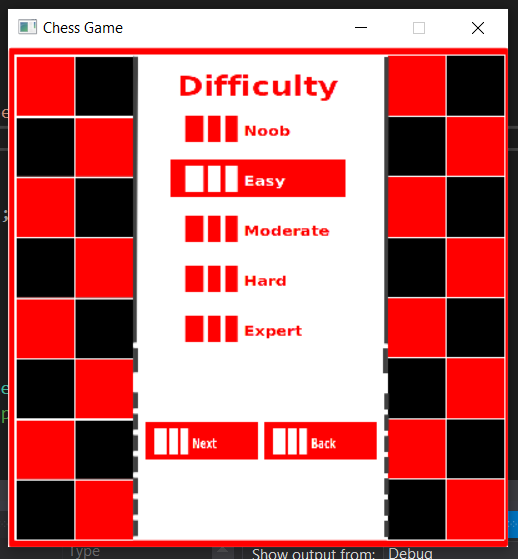 Chess Game
Difficulty
Noob
Easy
Moderate
Hard
Expert
Next
Back
Type
Show output from:
Debug